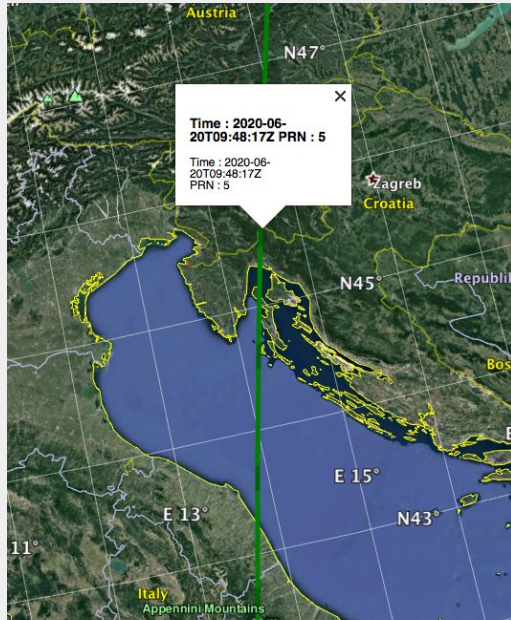 Austria
N47°
Time : 2020-06-
20T09:48:17Z PRN : 5
Time : 2020-06-
20T09:48:17Z
PRN : 5
Zagreb
Croatia
N45°
Republi
Bos
E
E 15°
E 13°
N43°
11°
Italy
Appennini Mountains